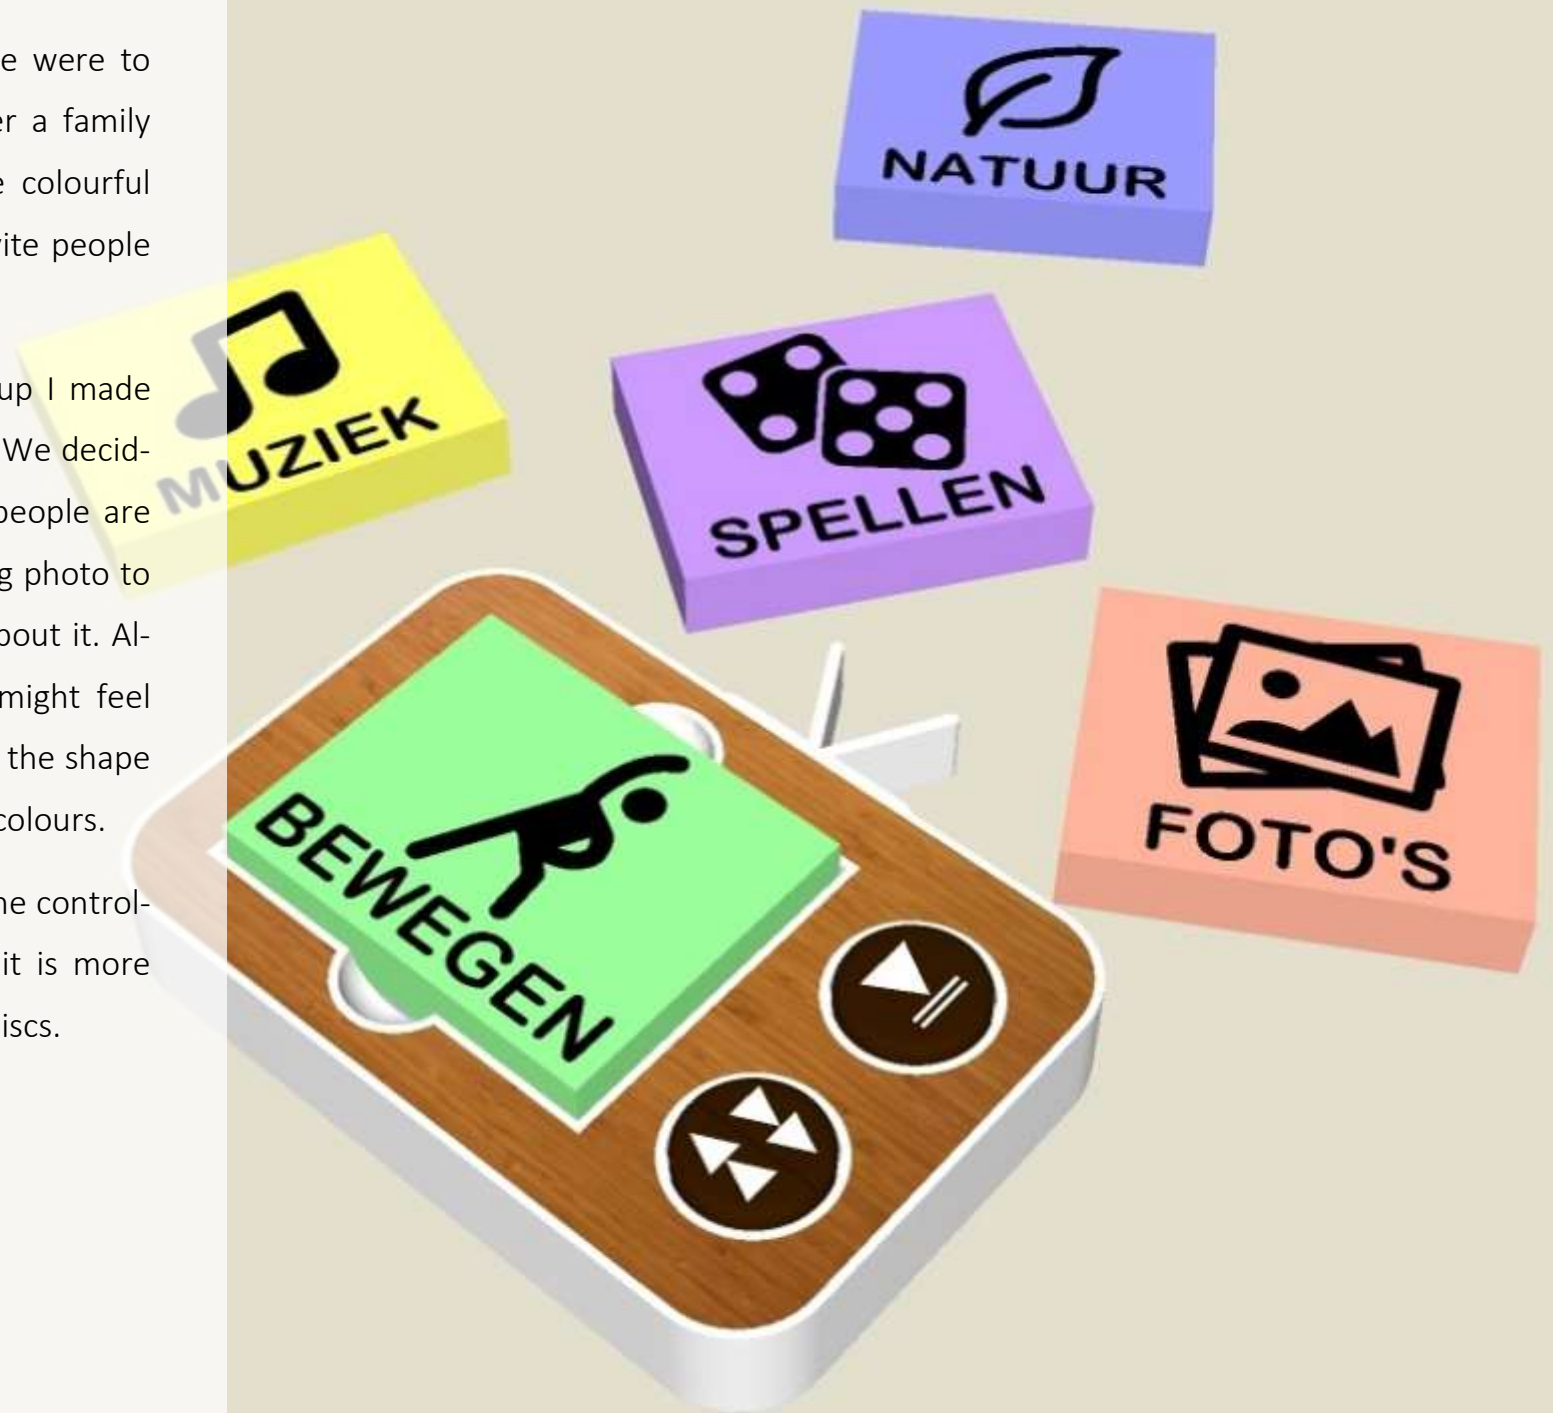 e were to
er a family
e colourful
vite people
up I made
We decid-
people are
g photo to
bout it. Al-
might feel
the shape
colours.
he control-
it is more
iscs.
NATUUR
MUZIEK
SPELLEN
FOTO'S
BEWEGEN